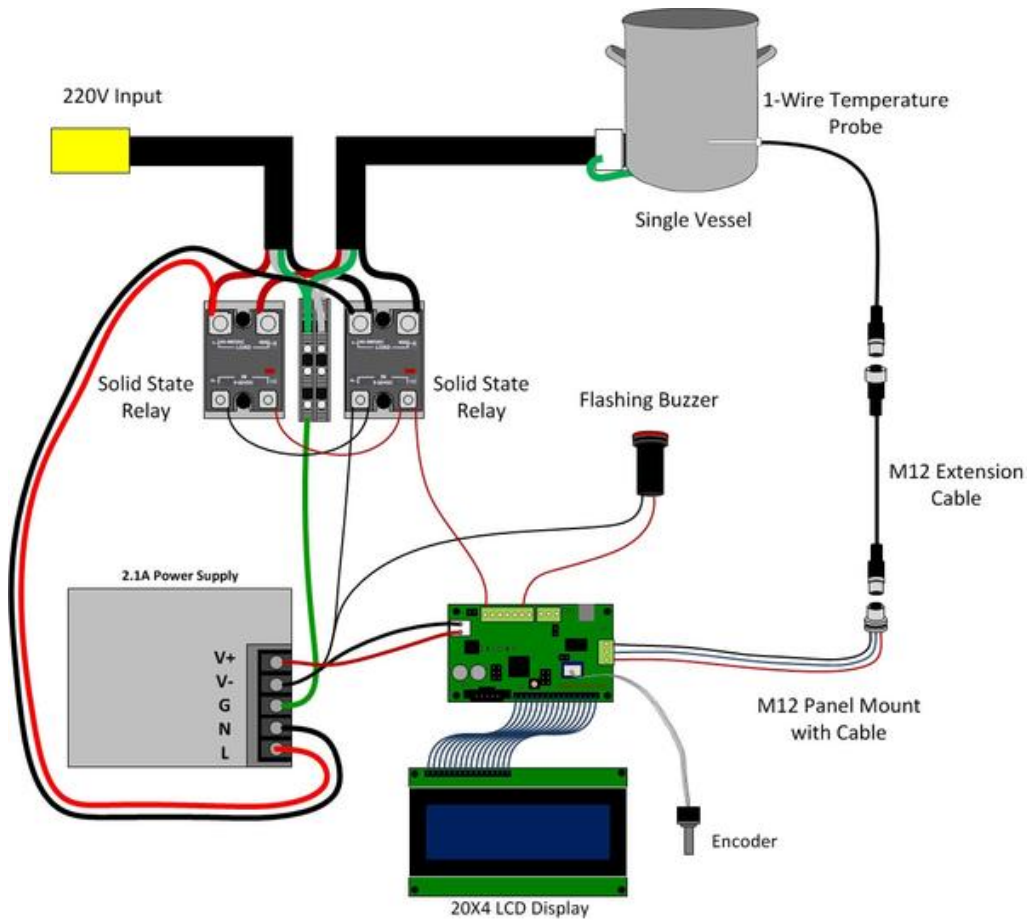 220V Input
1-Wire Temperature
Probe
Single Vessel
Solid State
Relay
Solid State
Relay
Flashing Buzzer
M12 Extension
Cable
2.1A Power Supply
V+
V-
G
N
L
M12 Panel Mount
with Cable
Encoder
20X4 LCD Display